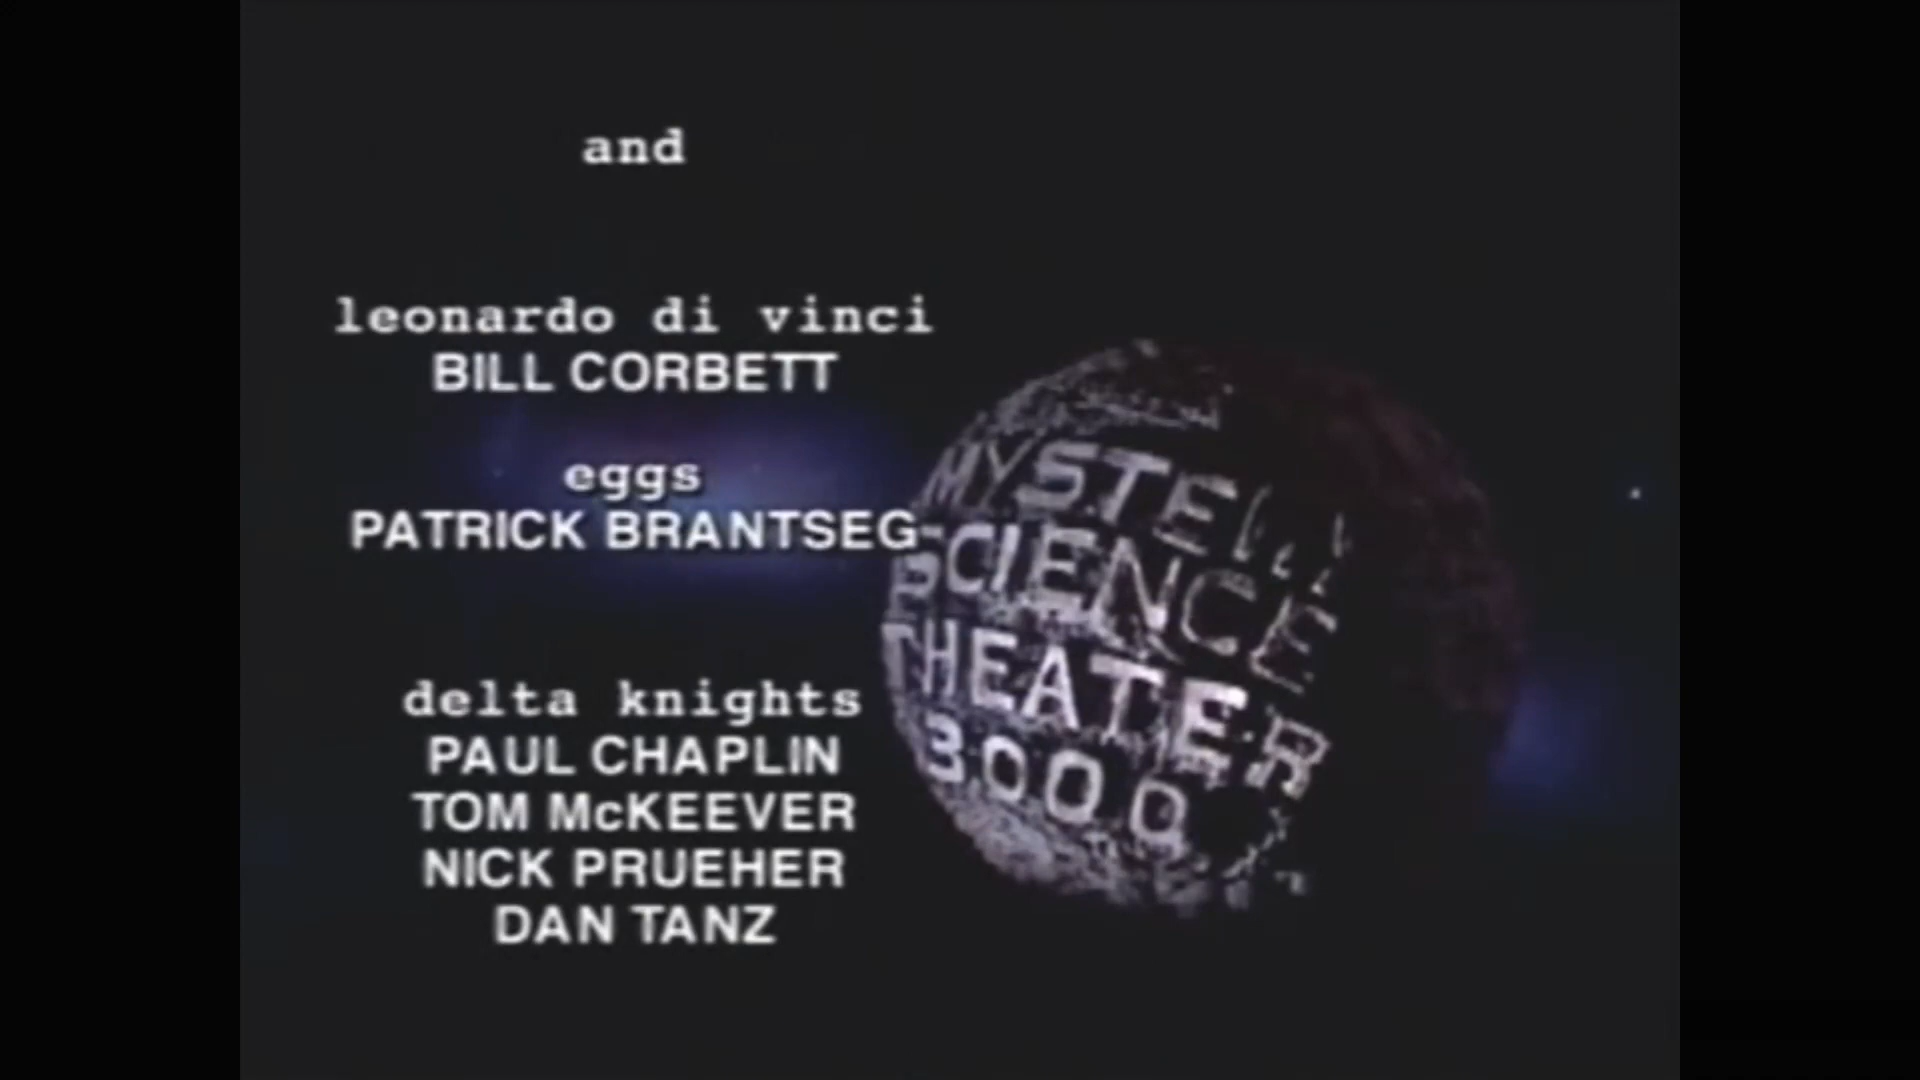 and
leonardo di vinci
BILL CORBETT
eggs
PATRICK BRANTSEG
delta knights
PAUL CHAPLIN
TOM McKEEVER
NICK PRUEHER
DAN TANZ
SCIENCE
THEATER
3000